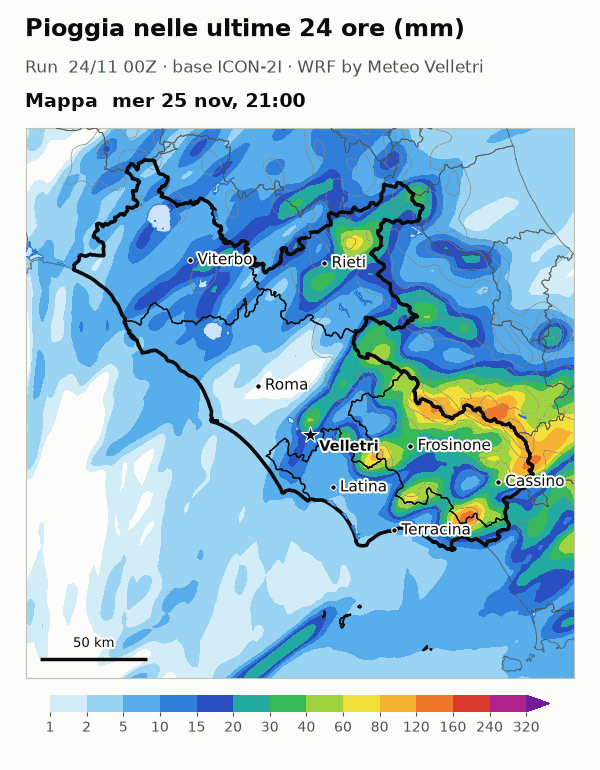 Pioggia nelle ultime 24 ore (mm)
Run  24/11 00Z · base ICON-2I · WRF by Meteo Velletri
Mappa  mer 25 nov, 21:00
Viterbo
Rieti
Roma
Velletri
Frosinone
Cassino
Latina
Terracina
50 km
1 2 5 10 15 20 30 40 60 80 120 160 240 320